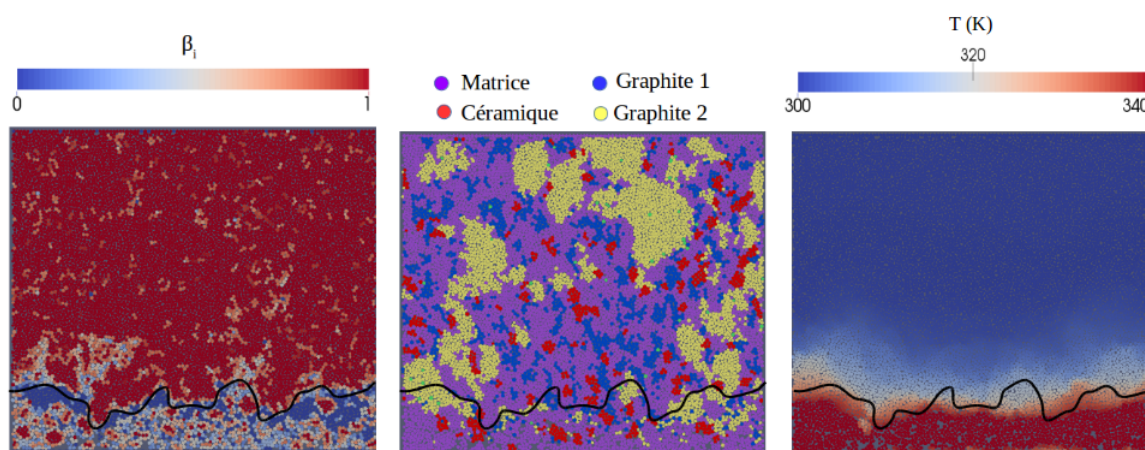 βi
0 1
Matrice Graphite 1
Céramique Graphite 2
T (K)
320
300 340